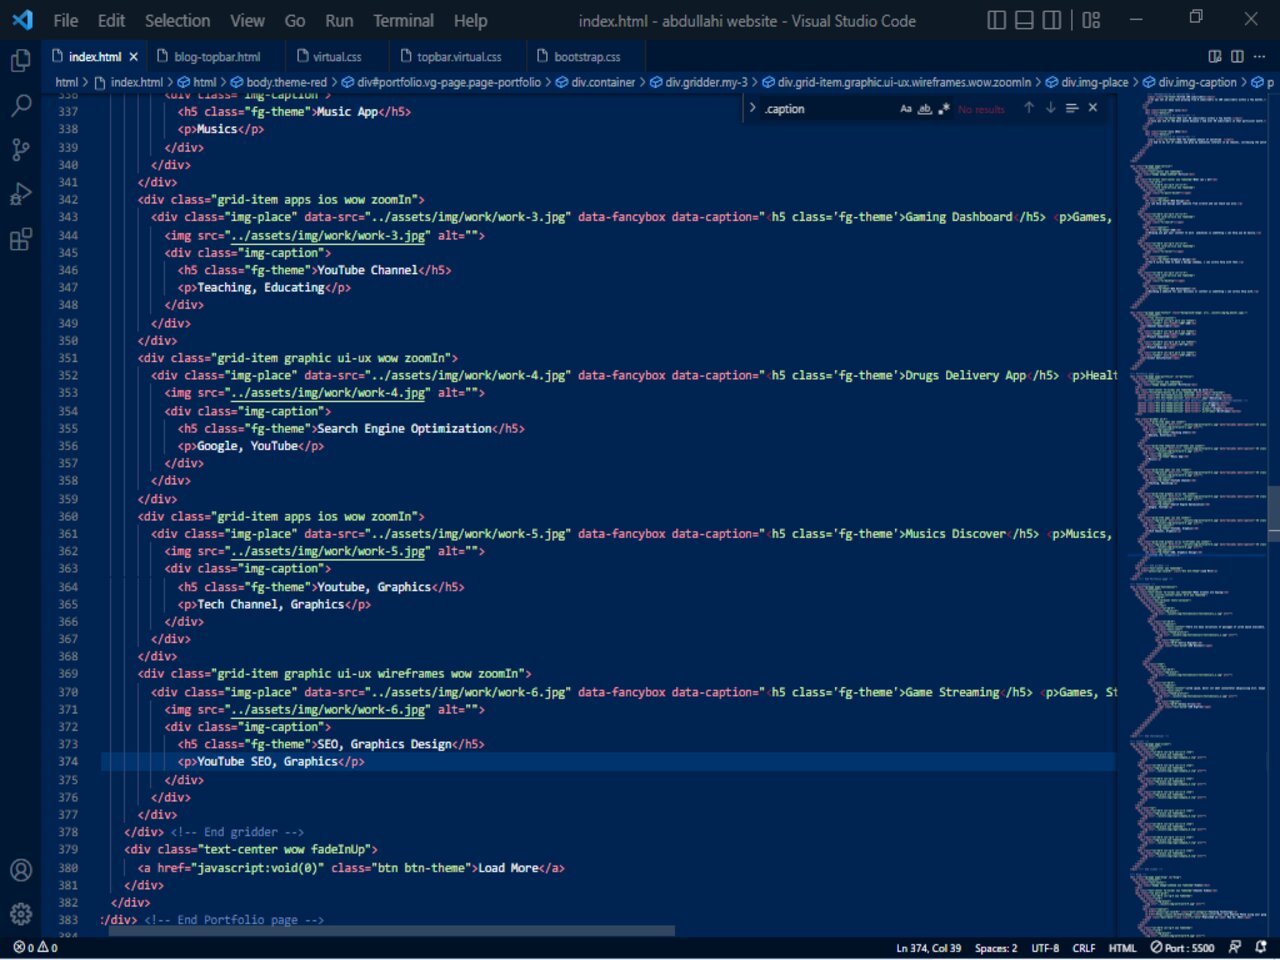 File Edit Selection View Go Run Terminal Help index.html - abdullahi website - Visual Studio Code
index.html blog-topbar.html virtual.css topbar.virtual.css bootstrap.css
html > index.html > html > body.theme-red > div#portfolio.vg-page.page-portfolio > div.container > div.gridder.my-3 > div.grid-item.graphic.ui-ux.wireframes.wow.zoomIn > div.img-place > div.img-caption > p
.caption Aa ab No results
336 <div class="img-caption">
337 <h5 class="fg-theme">Music App</h5>
338 <p>Musics</p>
339 </div>
340 </div>
341 </div>
342 <div class="grid-item apps ios wow zoomIn">
343 <div class="img-place" data-src="../assets/img/work/work-3.jpg" data-fancybox data-caption="<h5 class='fg-theme'>Gaming Dashboard</h5> <p>Games,
344 <img src="../assets/img/work/work-3.jpg" alt="">
345 <div class="img-caption">
346 <h5 class="fg-theme">YouTube Channel</h5>
347 <p>Teaching, Educating</p>
348 </div>
349 </div>
350 </div>
351 <div class="grid-item graphic ui-ux wow zoomIn">
352 <div class="img-place" data-src="../assets/img/work/work-4.jpg" data-fancybox data-caption="<h5 class='fg-theme'>Drugs Delivery App</h5> <p>Healt
353 <img src="../assets/img/work/work-4.jpg" alt="">
354 <div class="img-caption">
355 <h5 class="fg-theme">Search Engine Optimization</h5>
356 <p>Google, YouTube</p>
357 </div>
358 </div>
359 </div>
360 <div class="grid-item apps ios wow zoomIn">
361 <div class="img-place" data-src="../assets/img/work/work-5.jpg" data-fancybox data-caption="<h5 class='fg-theme'>Musics Discover</h5> <p>Musics,
362 <img src="../assets/img/work/work-5.jpg" alt="">
363 <div class="img-caption">
364 <h5 class="fg-theme">Youtube, Graphics</h5>
365 <p>Tech Channel, Graphics</p>
366 </div>
367 </div>
368 </div>
369 <div class="grid-item graphic ui-ux wireframes wow zoomIn">
370 <div class="img-place" data-src="../assets/img/work/work-6.jpg" data-fancybox data-caption="<h5 class='fg-theme'>Game Streaming</h5> <p>Games, St
371 <img src="../assets/img/work/work-6.jpg" alt="">
372 <div class="img-caption">
373 <h5 class="fg-theme">SEO, Graphics Design</h5>
374 <p>YouTube SEO, Graphics</p>
375 </div>
376 </div>
377 </div>
378 </div> <!-- End gridder -->
379 <div class="text-center wow fadeInUp">
380 <a href="javascript:void(0)" class="btn btn-theme">Load More</a>
381 </div>
382 </div>
383 </div> <!-- End Portfolio page -->
384
0 0 Ln 374, Col 39 Spaces: 2 UTF-8 CRLF HTML Port : 5500